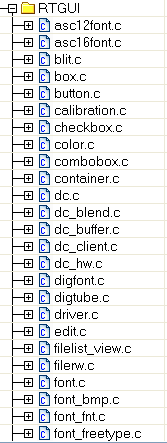 RTGUI
asc12font.c
asc16font.c
blit.c
box.c
button.c
calibration.c
checkbox.c
color.c
combobox.c
container.c
dc.c
dc_blend.c
dc_buffer.c
dc_client.c
dc_hw.c
digfont.c
digtube.c
driver.c
edit.c
filelist_view.c
filerw.c
font.c
font_bmp.c
font_fnt.c
font_freetype.c